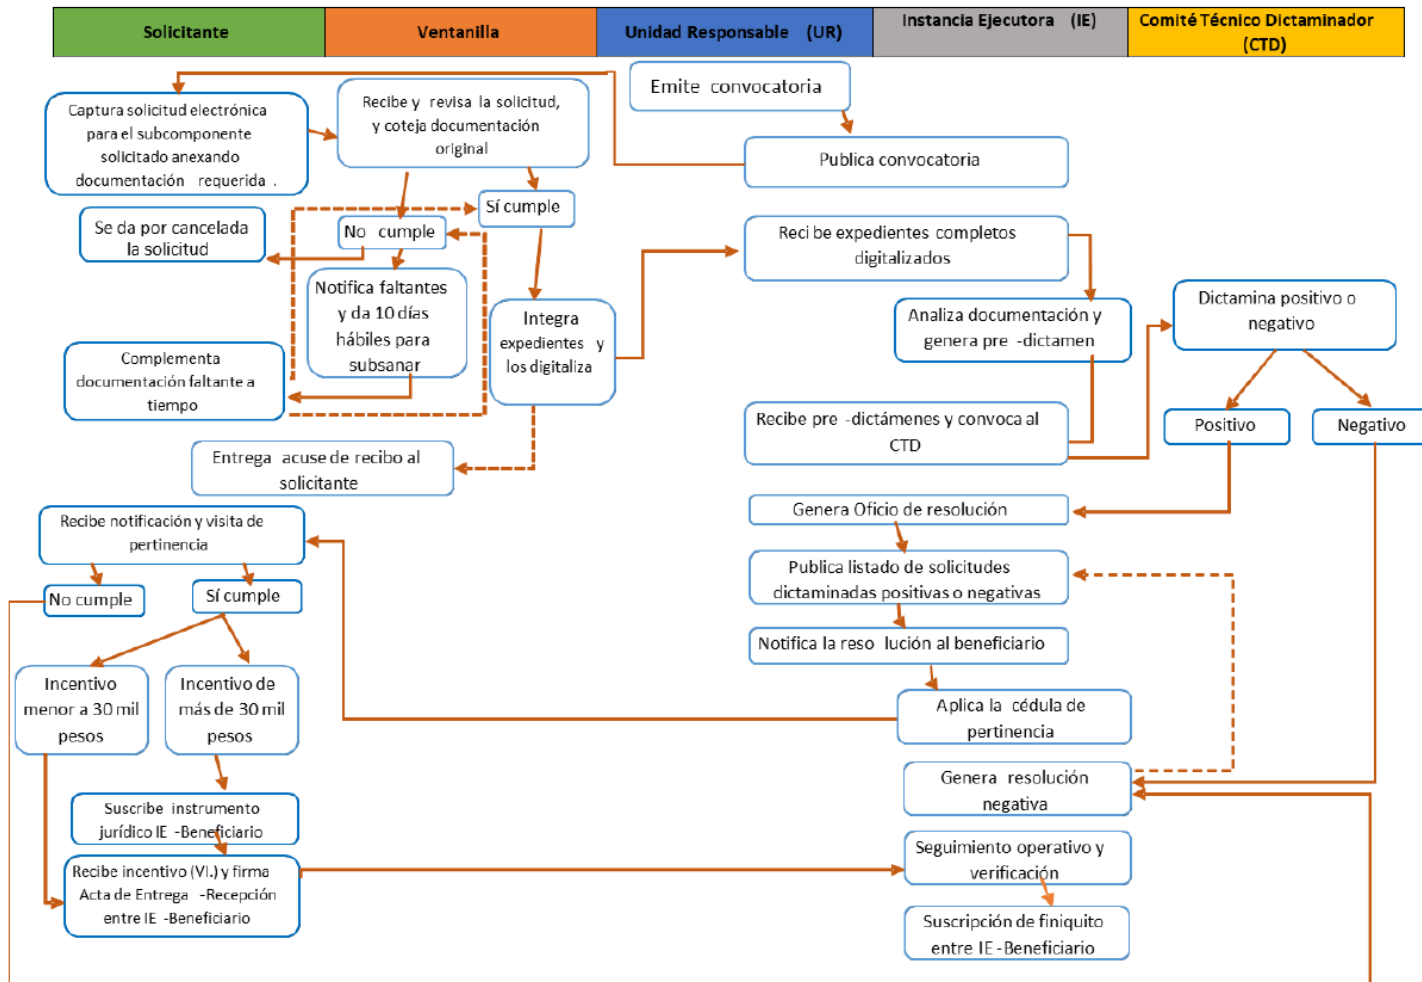 Solicitante
Ventanilla
Unidad Responsable (UR)
Instancia Ejecutora (IE)
Comité Técnico Dictaminador
(CTD)
Emite convocatoria
Captura solicitud electrónica
para el subcomponente
solicitado anexando
documentación requerida .
Recibe y revisa la solicitud,
y coteja documentación
original
Publica convocatoria
Sí cumple
Se da por cancelada
la solicitud
No cumple
Recibe expedientes completos
digitalizados
Notifica faltantes
y da 10 días
hábiles para
subsanar
Integra
expedientes y
los digitaliza
Analiza documentación y
genera pre -dictamen
Dictamina positivo o
negativo
Complementa
documentación faltante a
tiempo
Recibe pre -dictámenes y convoca al
CTD
Positivo
Negativo
Entrega acuse de recibo al
solicitante
Genera Oficio de resolución
Recibe notificación y visita de
pertinencia
Publica listado de solicitudes
dictaminadas positivas o negativas
No cumple
Sí cumple
Notifica la reso lución al beneficiario
Incentivo
menor a 30 mil
pesos
Incentivo de
más de 30 mil
pesos
Aplica la cédula de
pertinencia
Genera resolución
negativa
Suscribe instrumento
jurídico IE -Beneficiario
Seguimiento operativo y
verificación
Recibe incentivo (VI.) y firma
Acta de Entrega -Recepción
entre IE -Beneficiario
Suscripción de finiquito
entre IE -Beneficiario